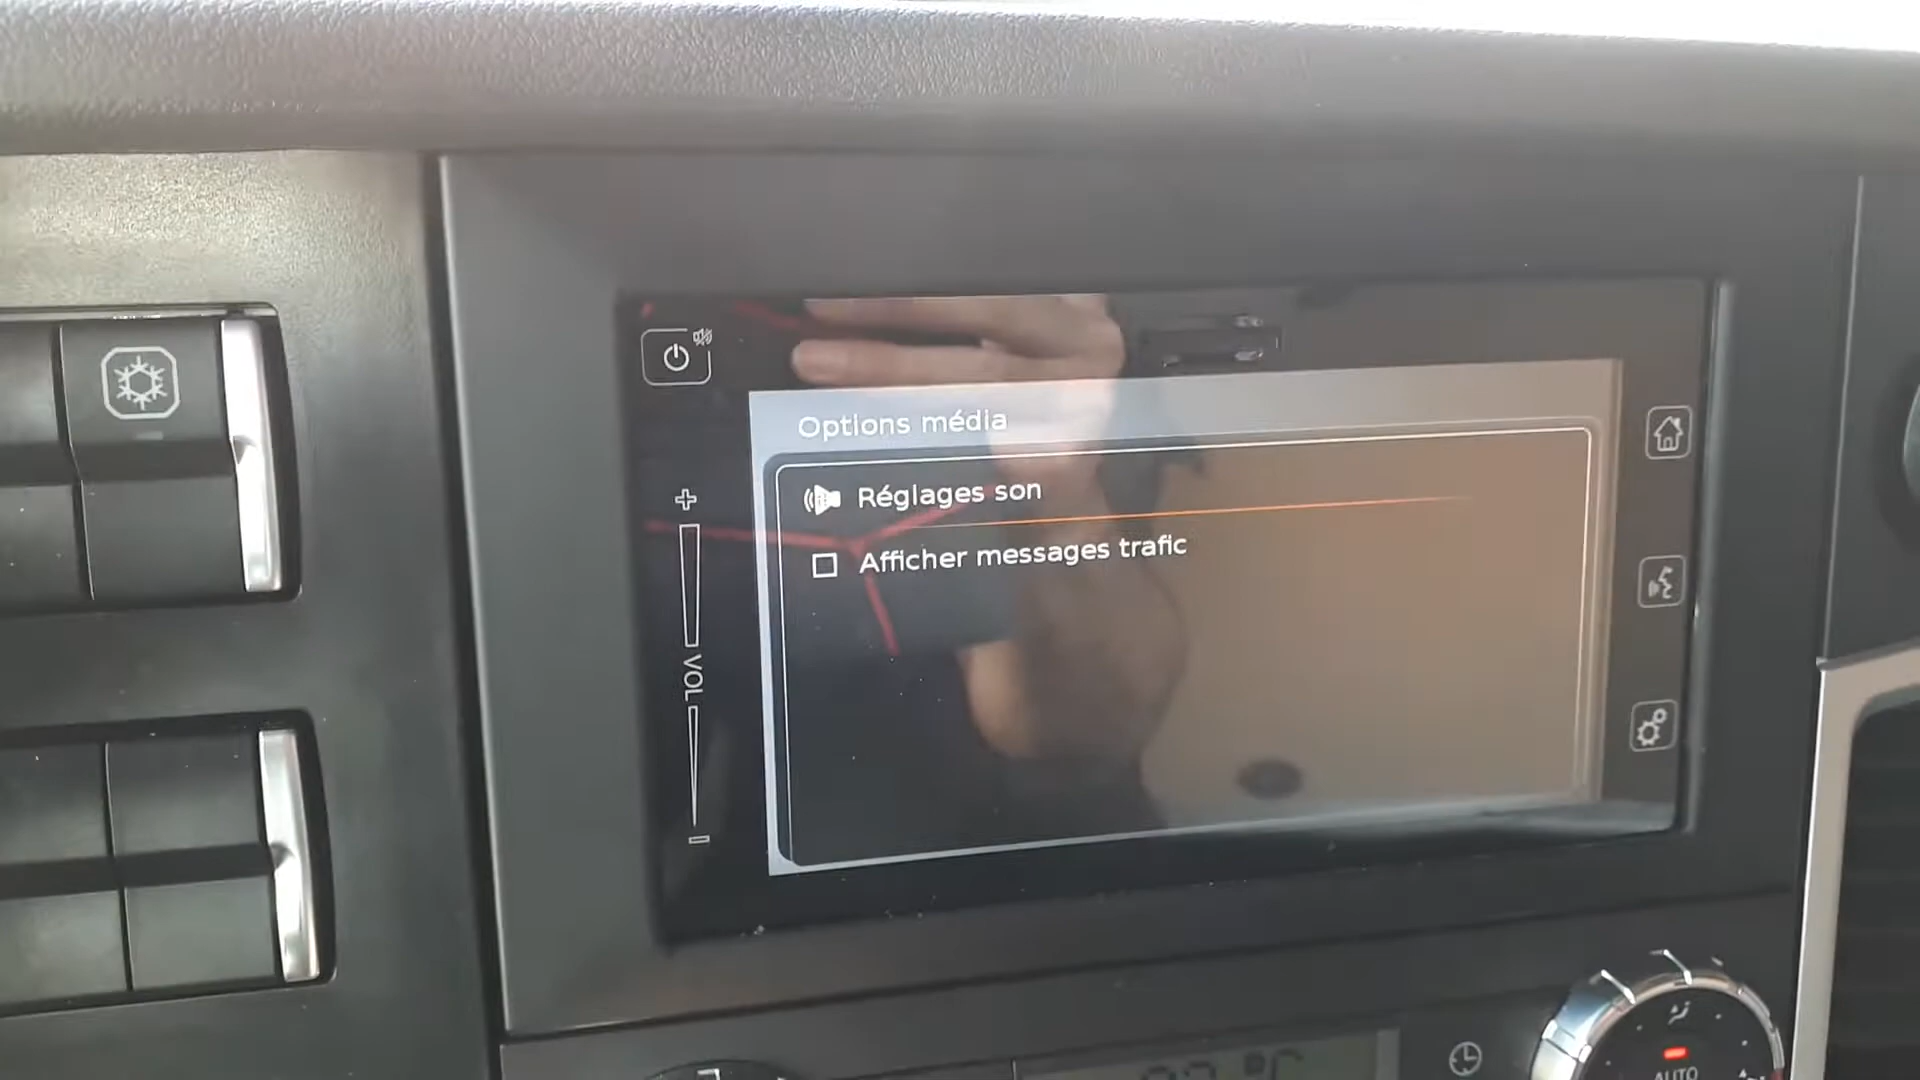 Options média
Réglages son
Afficher messages trafic
VOL
°C
AUTO